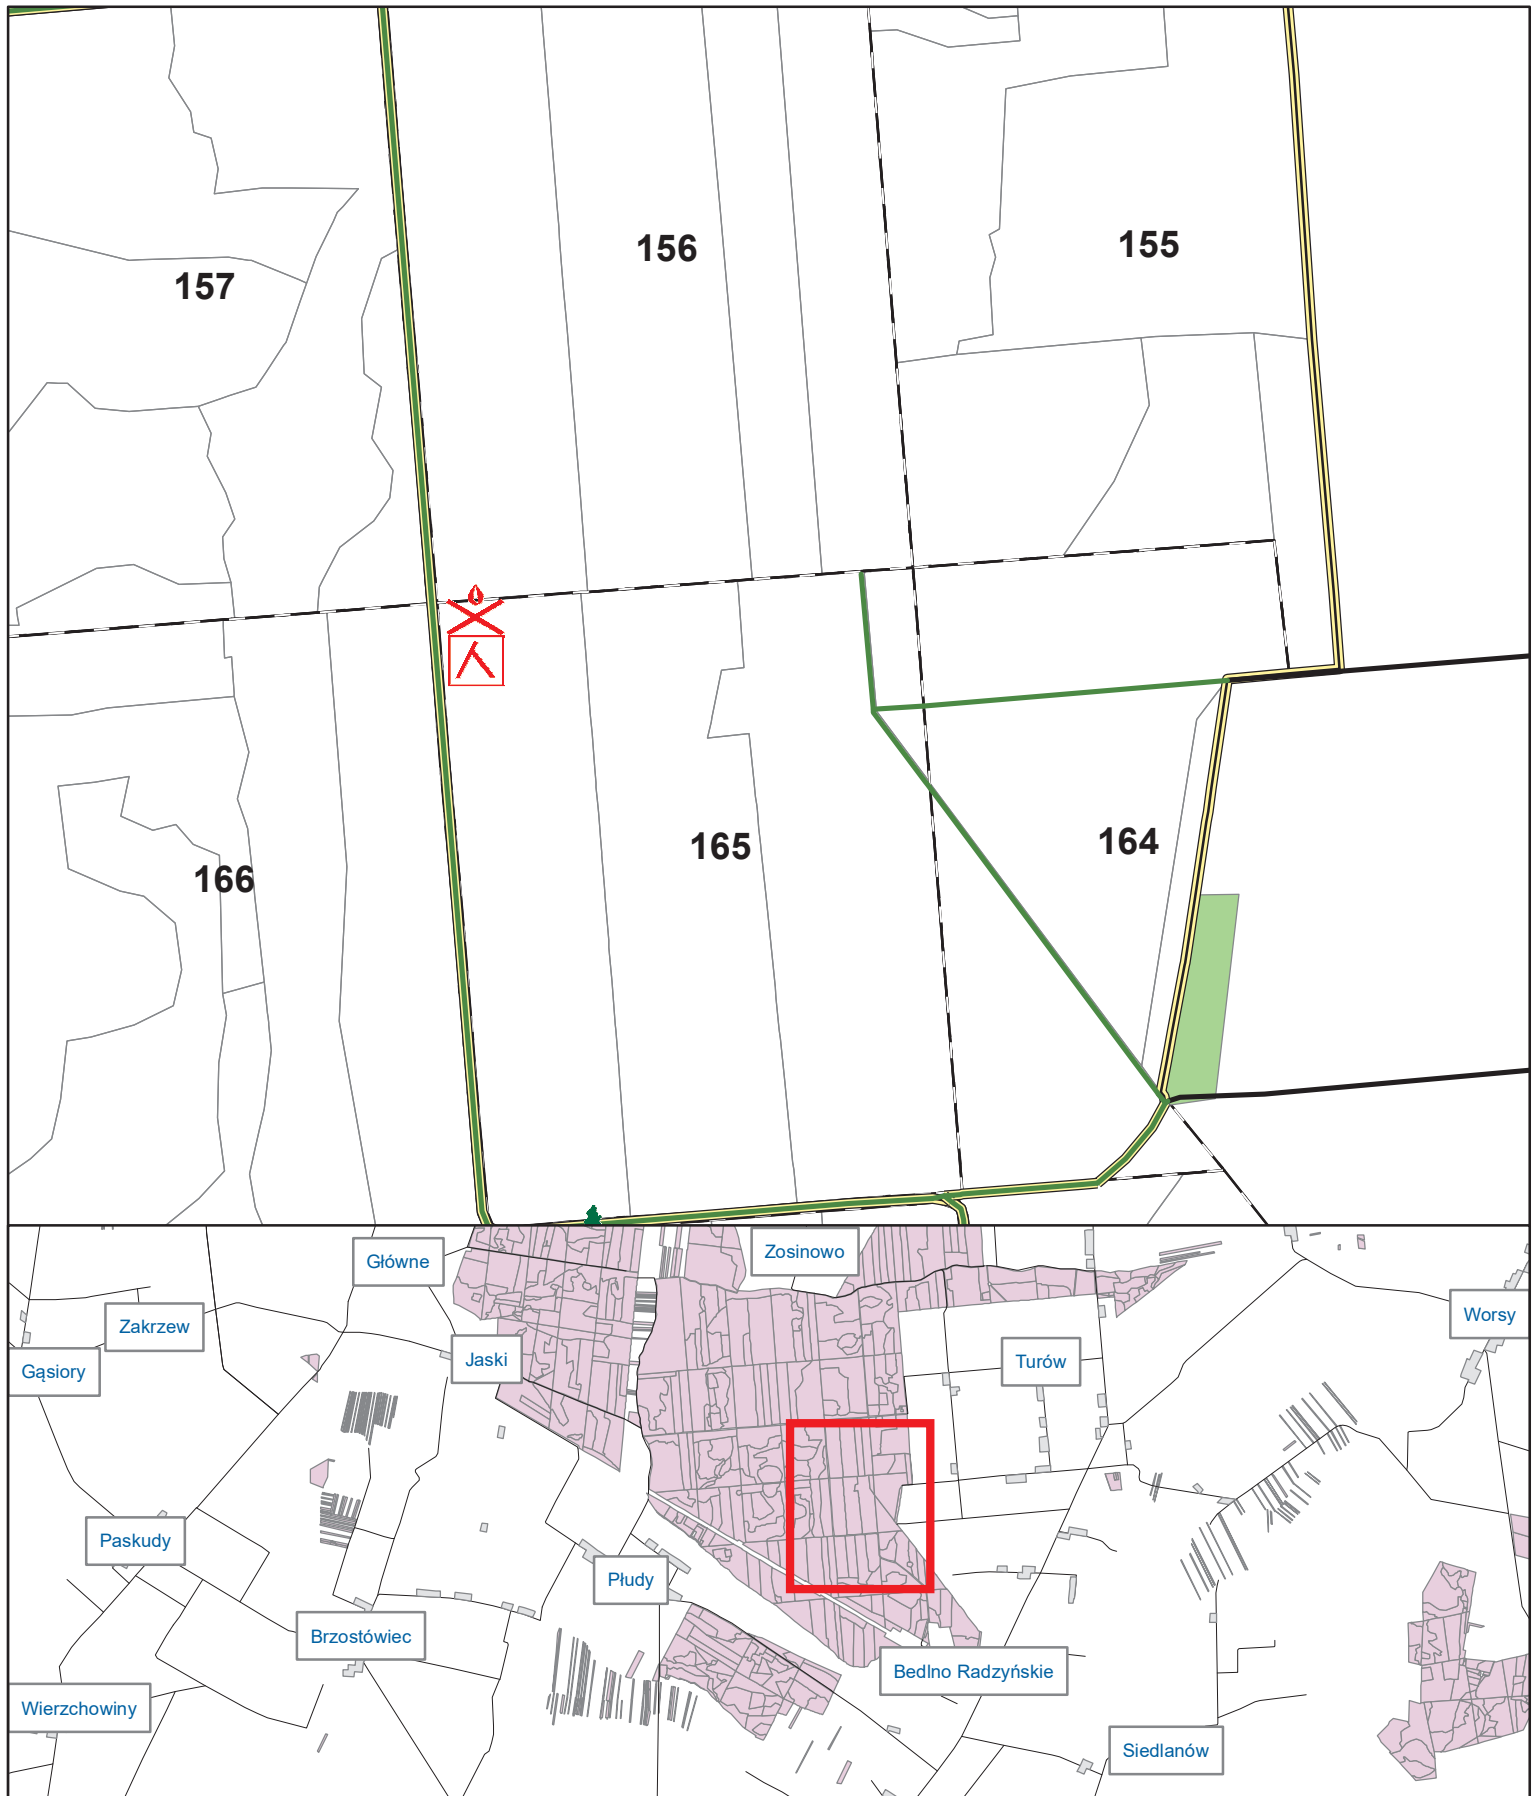 156
155
157
165
164
166
Zosinowo
Główne
Zakrzew
Worsy
Jaski
Turów
Gąsiory
Paskudy
Płudy
Brzostówiec
Bedlno Radzyńskie
Wierzchowiny
Siedlanów